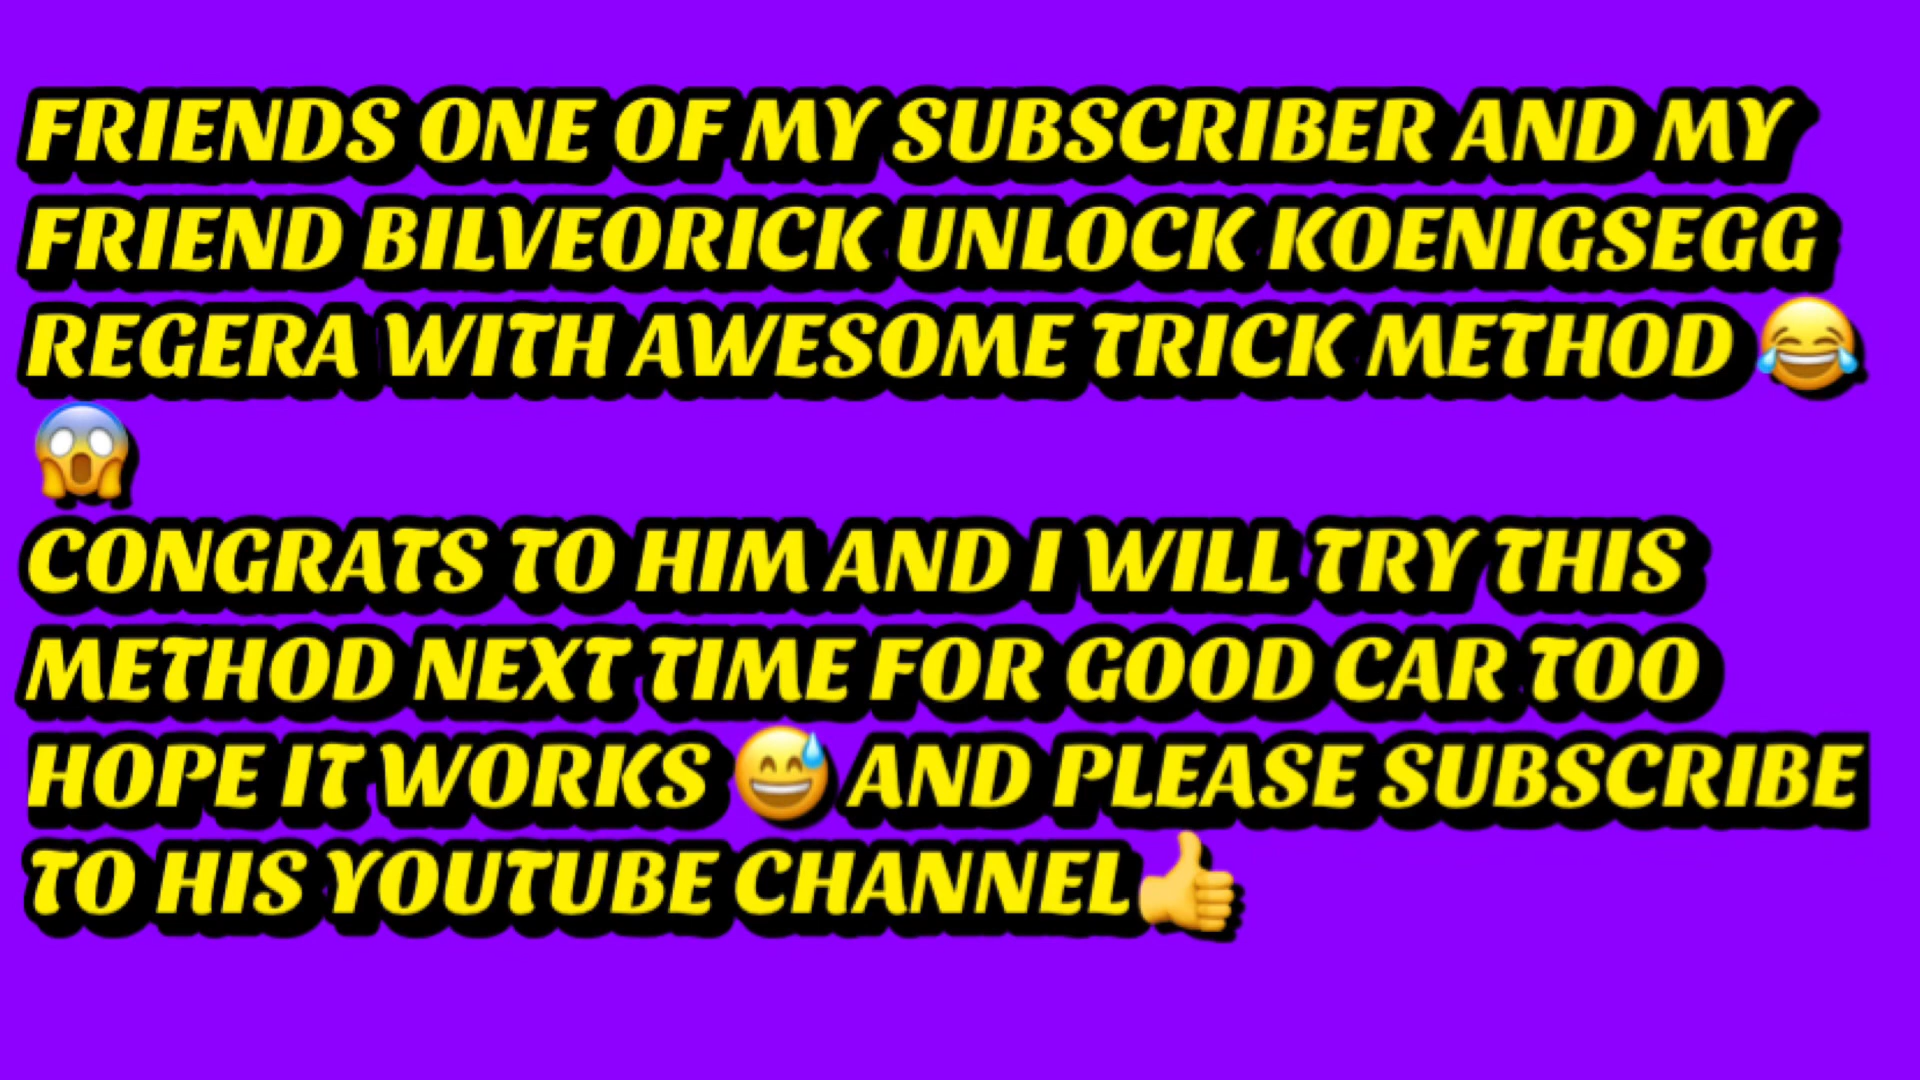 FRIENDS ONE OF MY SUBSCRIBER AND MY
FRIEND BILVEORICK UNLOCK KOENIGSEGG
REGERA WITH AWESOME TRICK METHOD 😂
😱
CONGRATS TO HIM AND I WILL TRY THIS
METHOD NEXT TIME FOR GOOD CAR TOO
HOPE IT WORKS 😅 AND PLEASE SUBSCRIBE
TO HIS YOUTUBE CHANNEL👍